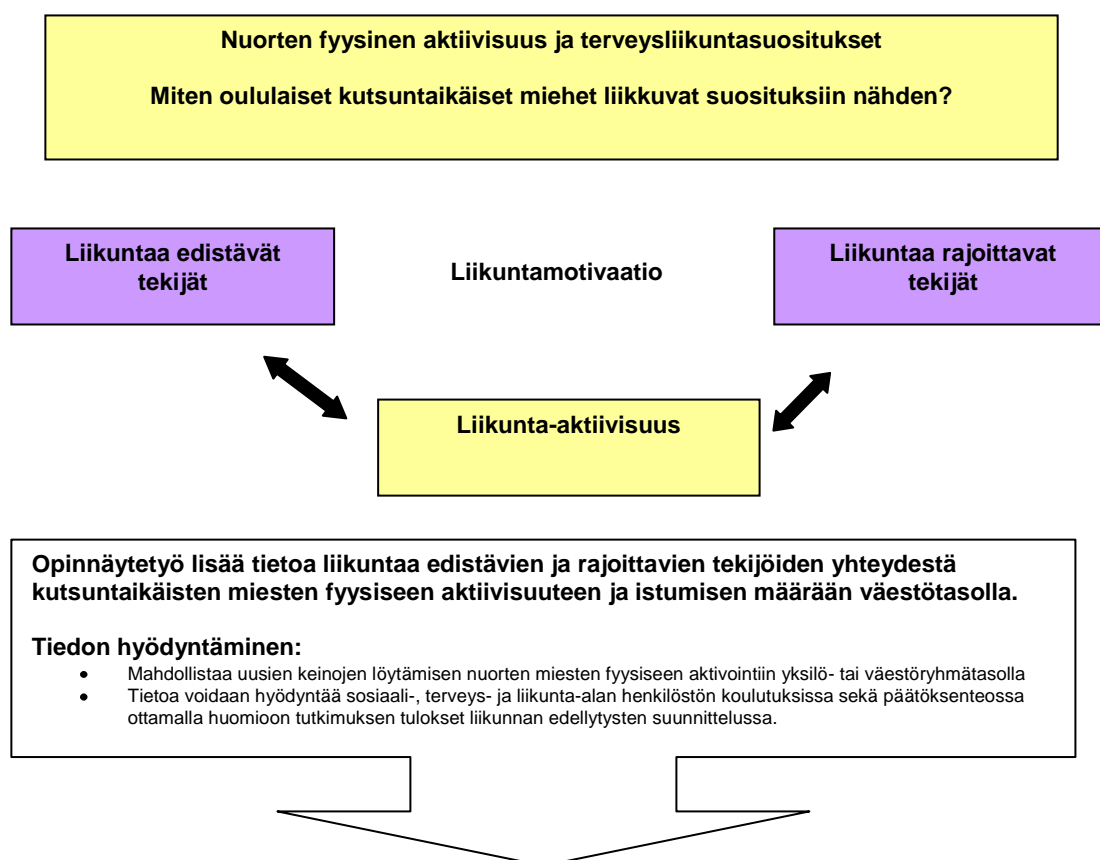 Nuorten fyysinen aktiivisuus ja terveysliikuntasuositukset
Miten oululaiset kutsuntaikäiset miehet liikkuvat suosituksiin nähden?
Liikuntaa edistävät
tekijät
Liikuntamotivaatio
Liikuntaa rajoittavat
tekijät
Liikunta-aktiivisuus
Opinnäytetyö lisää tietoa liikuntaa edistävien ja rajoittavien tekijöiden yhteydestä
kutsuntaikäisten miesten fyysiseen aktiivisuuteen ja istumisen määrään väestötasolla.
Tiedon hyödyntäminen:
• Mahdollistaa uusien keinojen löytämisen nuorten miesten fyysiseen aktivointiin yksilö- tai väestöryhmätasolla
• Tietoa voidaan hyödyntää sosiaali-, terveys- ja liikunta-alan henkilöstön koulutuksissa sekä päätöksenteossa
ottamalla huomioon tutkimuksen tulokset liikunnan edellytysten suunnittelussa.